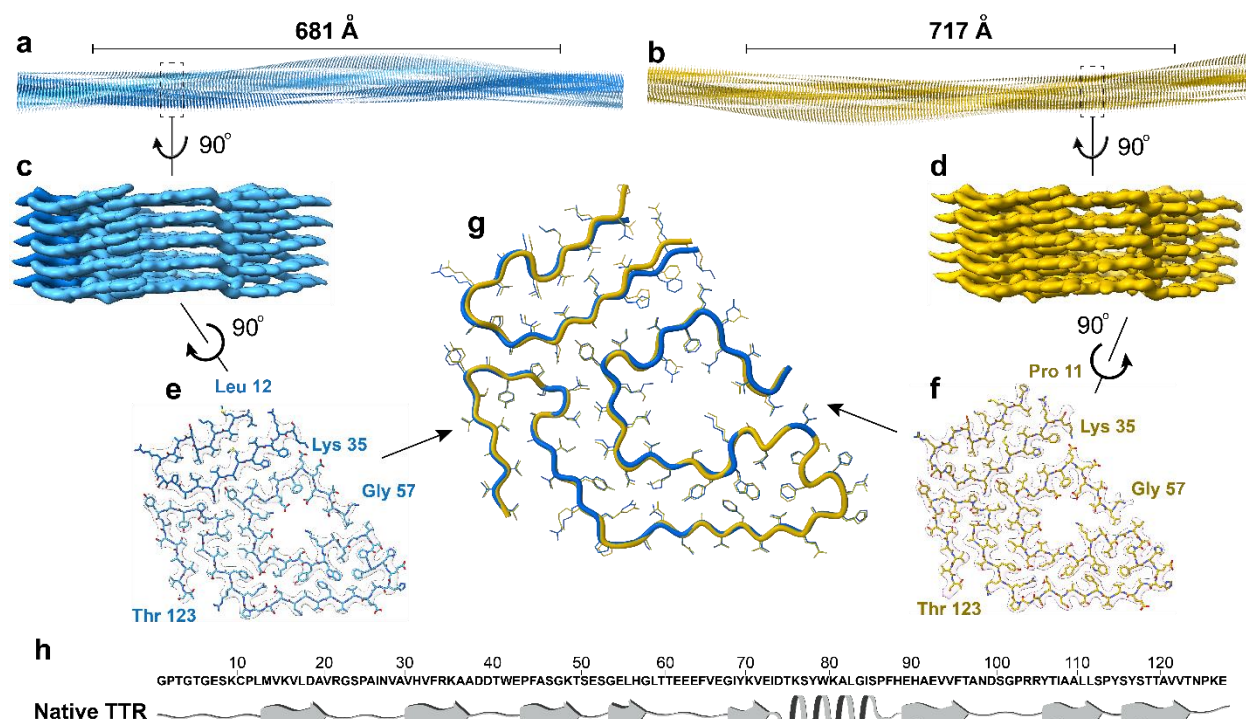 681 Å
717 Å
a
b
90°
90°
c
d
g
90°
90°
Leu 12
Pro 11
e
f
Lys 35
Lys 35
Gly 57
Gly 57
Thr 123
Thr 123
h
10 20 30 40 50 60 70 80 90 100 110 120
GPTGTGESKCPLMVKVLDAVRGSPAINVAVHVFRKAADDTWEPFASGKTSESGELHGLTTEEEFVEGIYKVEIDTKSYWKALGISPFHEHAEVVFTANDSGPRRYTIAALLSPYSYSTTAVVTNPKE
Native TTR